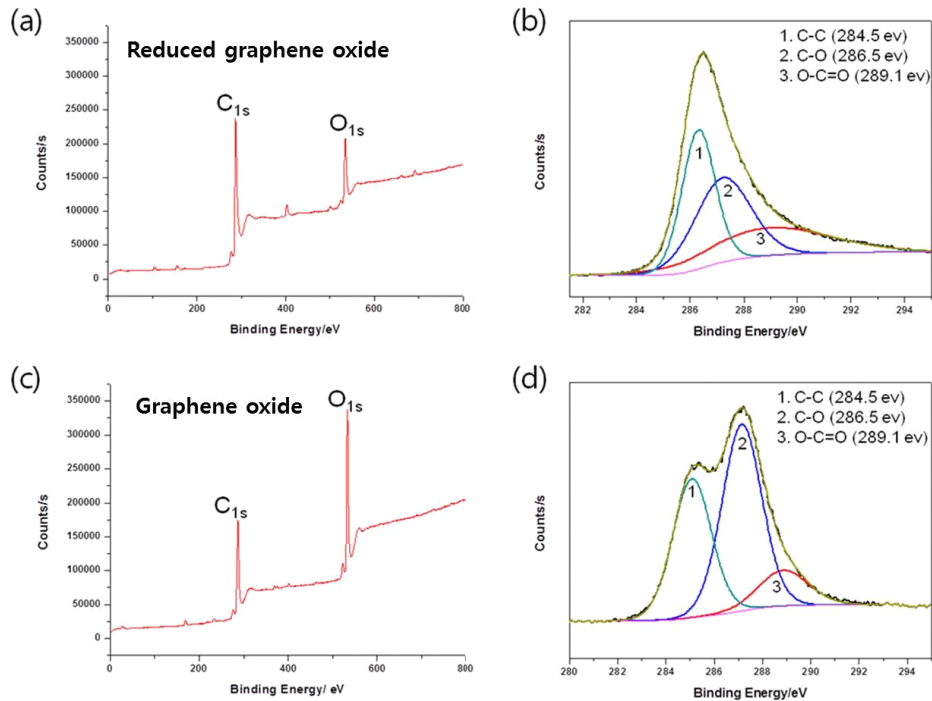 (a)
Reduced graphene oxide
C1s
O1s
350000
300000
250000
200000
150000
100000
50000
0
Counts/s
0 200 400 600 800
Binding Energy/eV
(b)
1. C-C (284.5 ev)
2. C-O (286.5 ev)
3. O-C=O (289.1 ev)
1
2
3
Counts/s
282 284 286 288 290 292 294
Binding Energy/eV
(c)
Graphene oxide
C1s
O1s
350000
300000
250000
200000
150000
100000
50000
0
Counts/s
0 200 400 600 800
Binding Energy/ eV
(d)
1. C-C (284.5 ev)
2. C-O (286.5 ev)
3. O-C=O (289.1 ev)
1
2
3
Counts/s
280 282 284 286 288 290 292 294
Binding Energy/eV